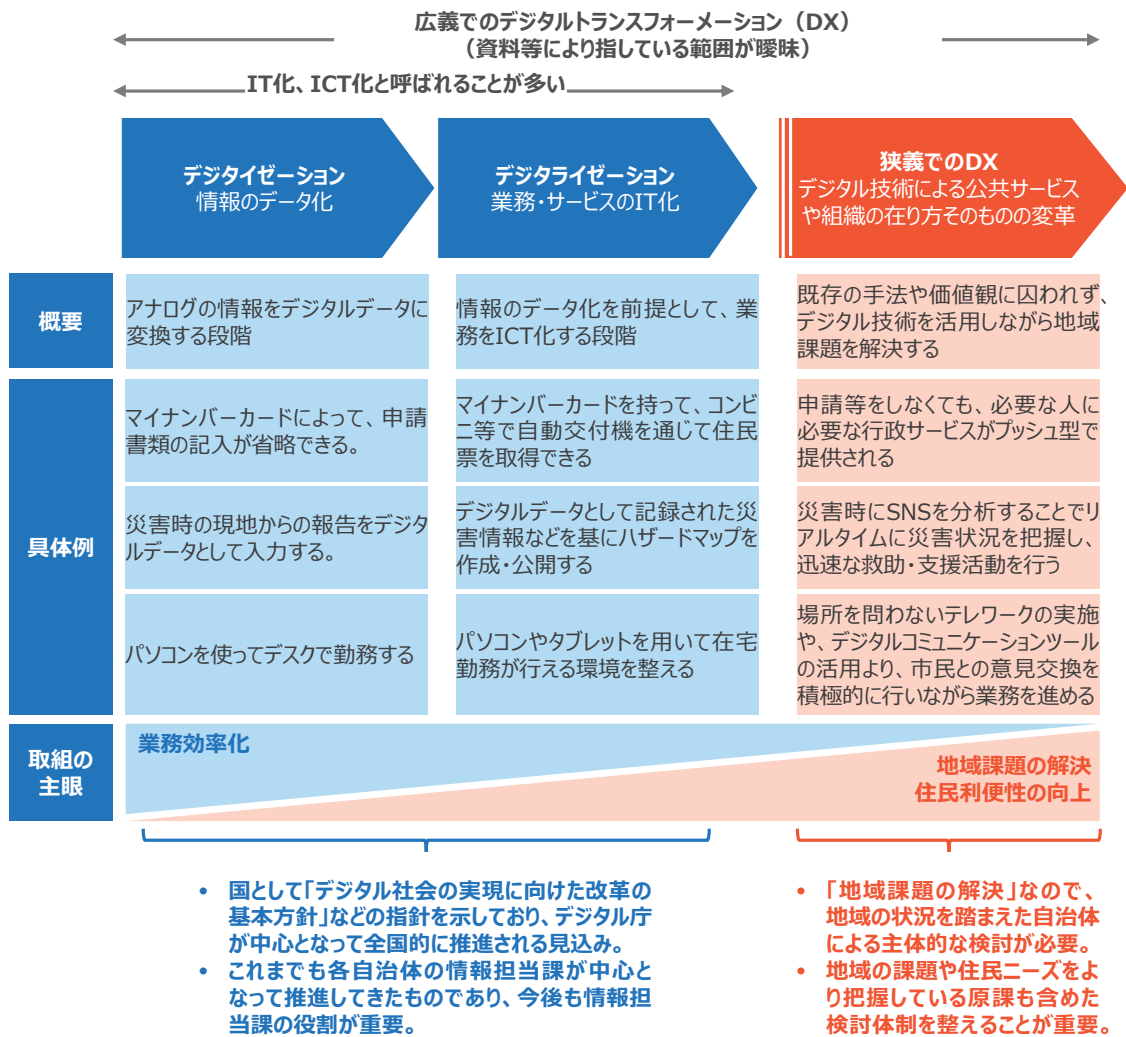 広義でのデジタルトランスフォーメーション（DX）
（資料等により指している範囲が曖昧）
IT化、ICT化と呼ばれることが多い
デジタイゼーション
情報のデータ化
デジタライゼーション
業務・サービスのIT化
狭義でのDX
デジタル技術による公共サービス
や組織の在り方そのものの変革
概要
アナログの情報をデジタルデータに
変換する段階
情報のデータ化を前提として、業
務をICT化する段階
既存の手法や価値観に囚われず、
デジタル技術を活用しながら地域
課題を解決する
具体例
マイナンバーカードによって、申請
書類の記入が省略できる。
マイナンバーカードを持って、コンビ
ニ等で自動交付機を通じて住民
票を取得できる
申請等をしなくても、必要な人に
必要な行政サービスがプッシュ型で
提供される
災害時の現地からの報告をデジタ
ルデータとして入力する。
デジタルデータとして記録された災
害情報などを基にハザードマップを
作成・公開する
災害時にSNSを分析することでリ
アルタイムに災害状況を把握し、
迅速な救助・支援活動を行う
パソコンを使ってデスクで勤務する
パソコンやタブレットを用いて在宅
勤務が行える環境を整える
場所を問わないテレワークの実施
や、デジタルコミュニケーションツール
の活用より、市民との意見交換を
積極的に行いながら業務を進める
取組の
主眼
業務効率化
地域課題の解決
住民利便性の向上
• 国として「デジタル社会の実現に向けた改革の
基本方針」などの指針を示しており、デジタル庁
が中心となって全国的に推進される見込み。
• これまでも各自治体の情報担当課が中心と
なって推進してきたものであり、今後も情報担
当課の役割が重要。
• 「地域課題の解決」なので、
地域の状況を踏まえた自治体
による主体的な検討が必要。
• 地域の課題や住民ニーズをよ
り把握している原課も含めた
検討体制を整えることが重要。